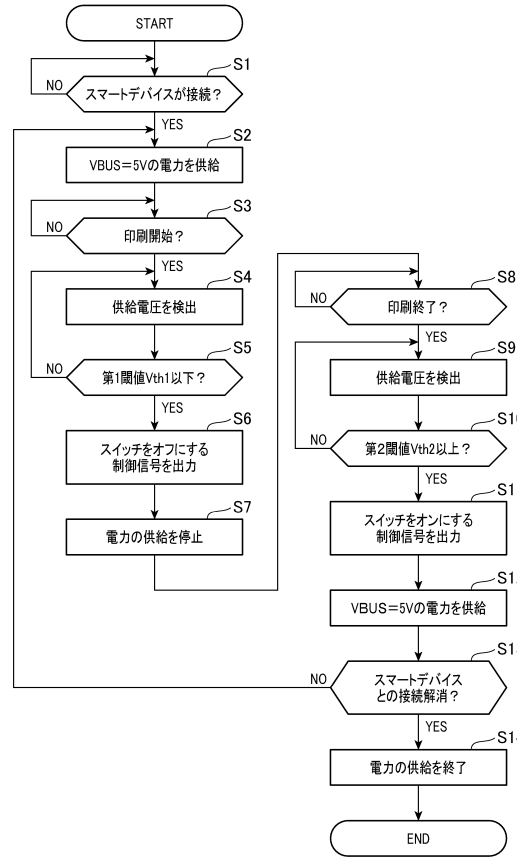 START
S1
NO
スマートデバイスが接続?
YES
S2
VBUS=5Vの電力を供給
S3
NO
印刷開始?
YES
S4
供給電圧を検出
S5
NO
第1閾値Vth1以下?
YES
S6
スイッチをオフにする
制御信号を出力
S7
電力の供給を停止
S8
NO
印刷終了?
YES
S9
供給電圧を検出
NO
第2閾値Vth2以上?
YES
スイッチをオンにする
制御信号を出力
VBUS=5Vの電力を供給
NO
スマートデバイス
との接続解消?
YES
電力の供給を終了
END